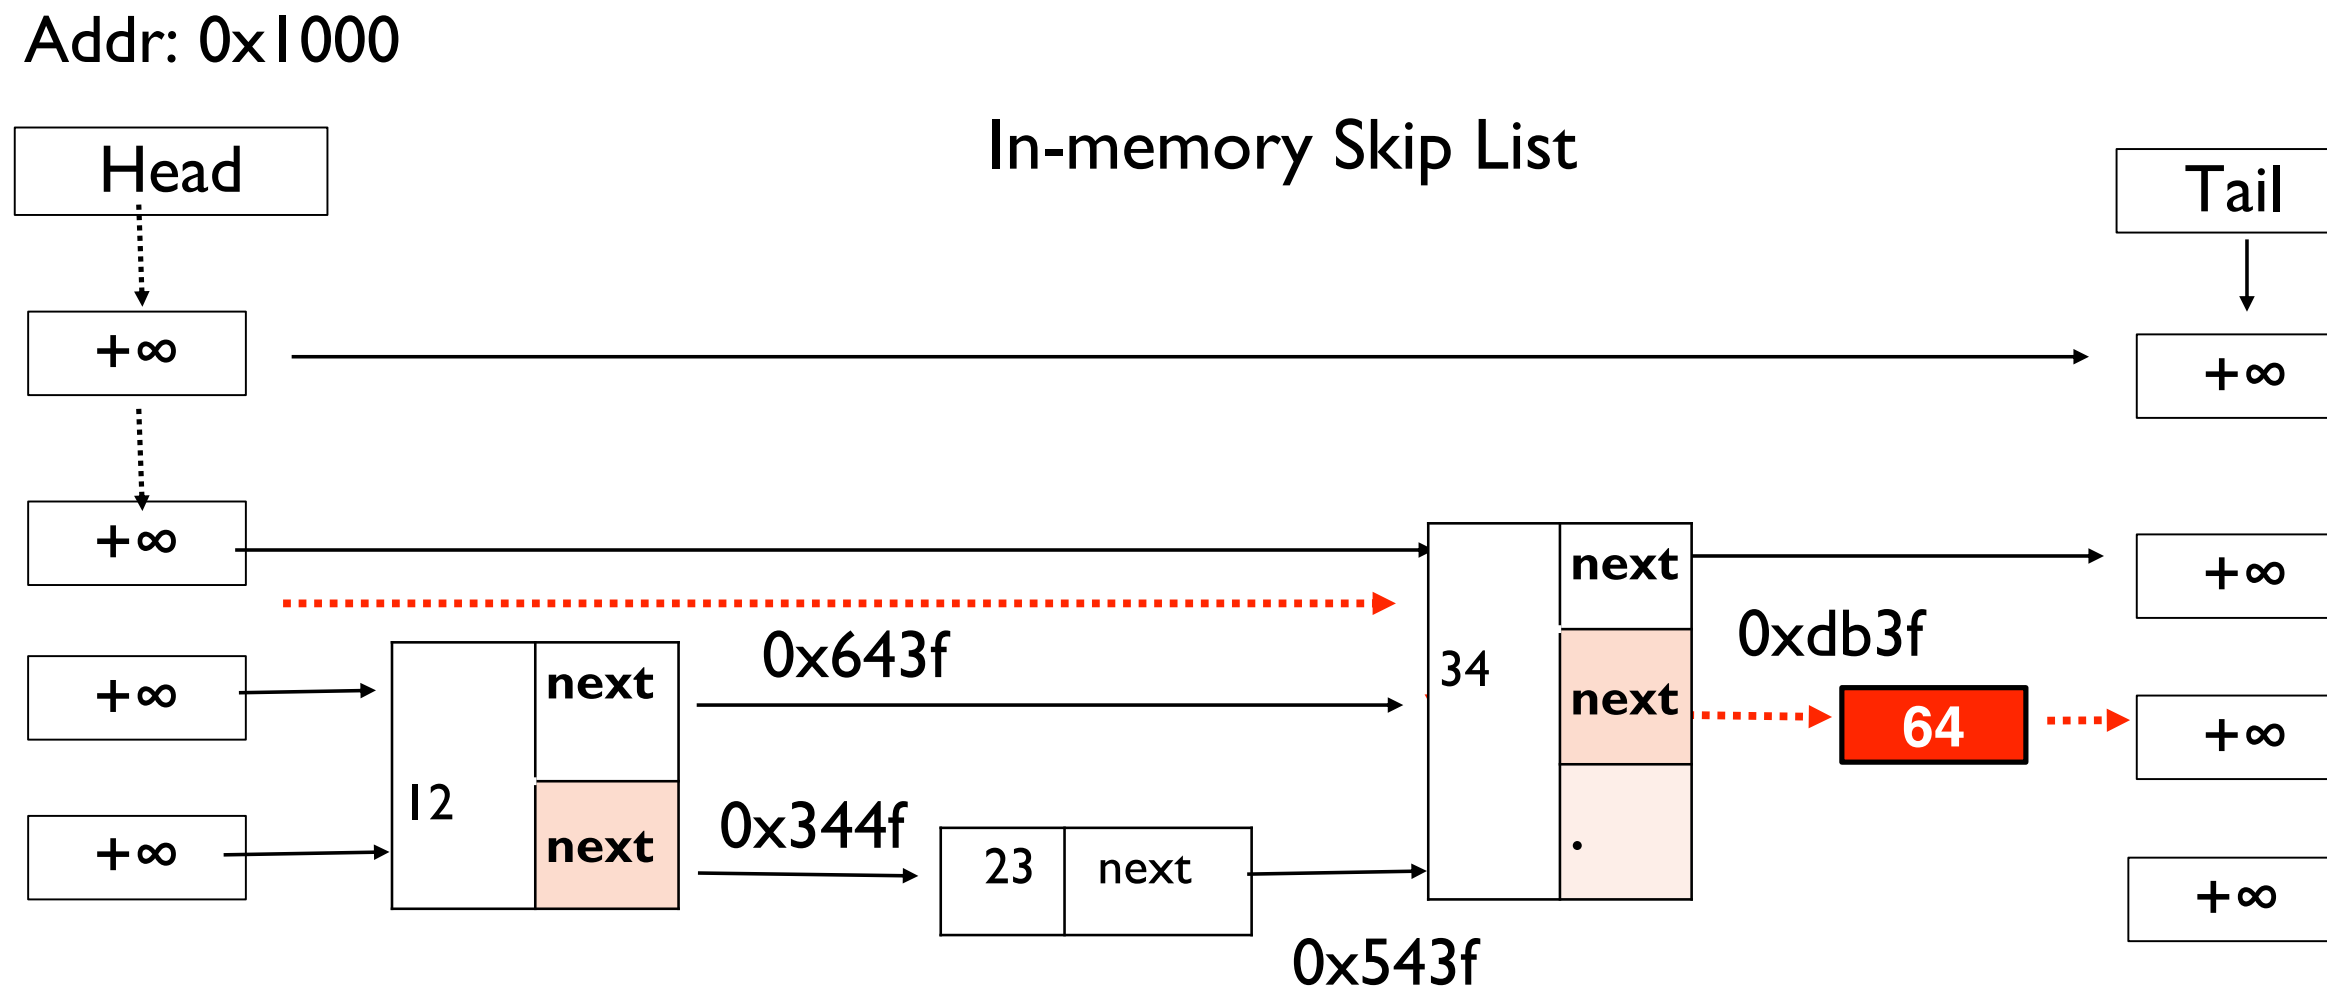 Addr: 0x1000
In-memory Skip List
Head
Tail
+∞
+∞
+∞
next
+∞
0xdb3f
0x643f
34
+∞
next
next
64
+∞
12
0x344f
+∞
next
23
next
.
+∞
0x543f